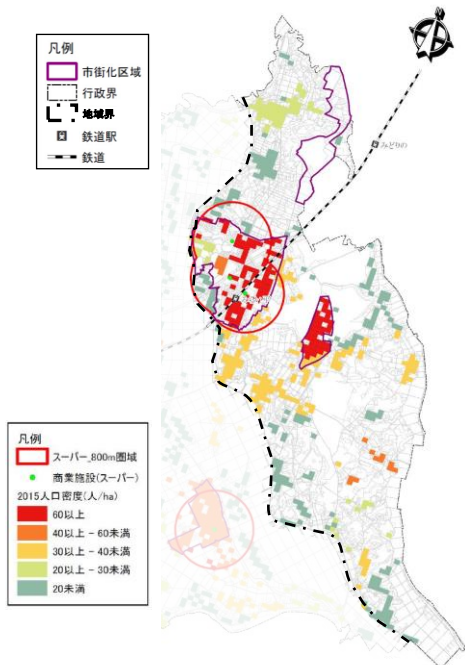 凡例
市街化区域
行政界
地域界
鉄道駅
鉄道
みどりの
凡例
スーパー_800m圏域
商業施設(スーパー)
2015人口密度(人/ha)
60以上
40以上 - 60未満
30以上 - 40未満
20以上 - 30未満
20未満